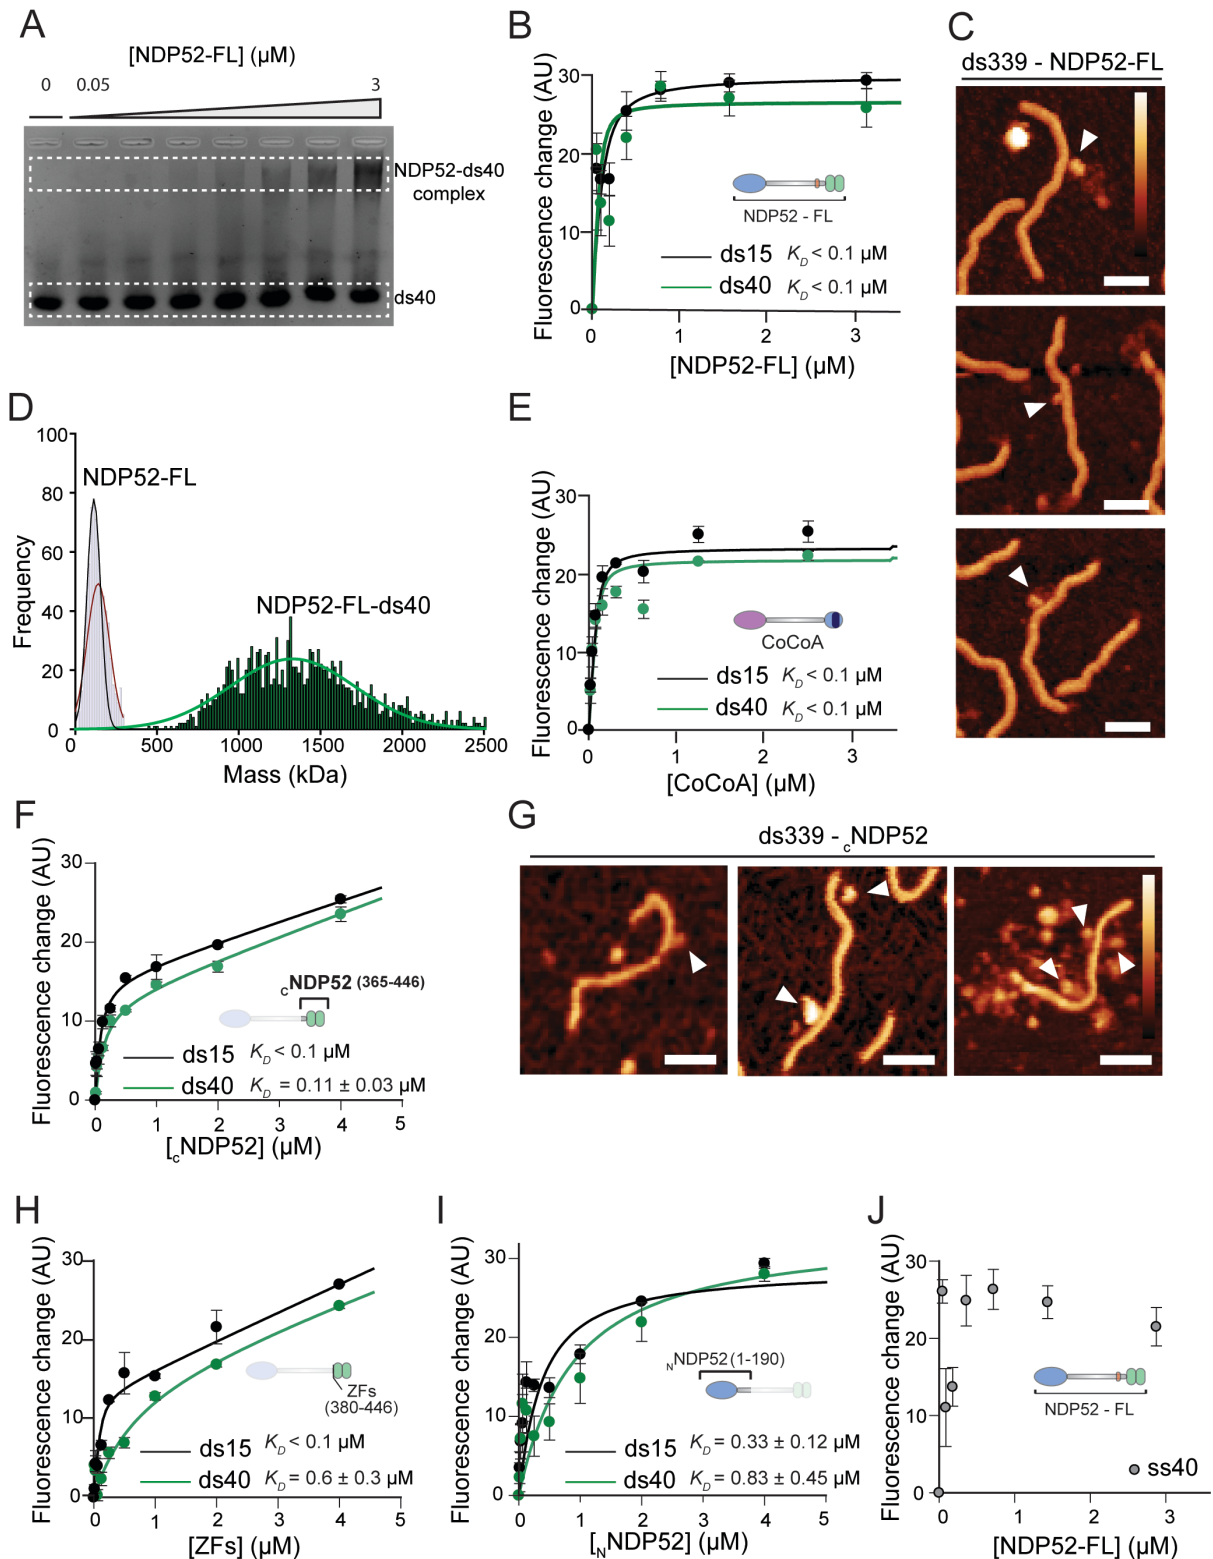 A
[NDP52-FL] (µM)
0
0.05
3
NDP52-ds40
complex
ds40
B
Fluorescence change (AU)
30
20
10
0
0
1
2
3
NDP52 - FL
ds15 K_D < 0.1 µM
ds40 K_D < 0.1 µM
[NDP52-FL] (µM)
C
ds339 - NDP52-FL
D
Frequency
100
80
60
40
20
0
NDP52-FL
NDP52-FL-ds40
0
500
1000
1500
2000
2500
Mass (kDa)
E
Fluorescence change (AU)
30
20
10
0
CoCoA
ds15 K_D < 0.1 µM
ds40 K_D < 0.1 µM
0
1
2
3
[CoCoA] (µM)
F
Fluorescence change (AU)
30
20
10
0
cNDP52 (365-446)
ds15 K_D < 0.1 µM
ds40 K_D = 0.11 ± 0.03 µM
0
1
2
3
4
5
[cNDP52] (µM)
G
ds339 - cNDP52
H
Fluorescence change (AU)
30
20
10
0
ZFs
(380-446)
ds15 K_D < 0.1 µM
ds40 K_D = 0.6 ± 0.3 µM
0
1
2
3
4
5
[ZFs] (µM)
I
Fluorescence change (AU)
30
20
10
0
NNDP52 (1-190)
ds15 K_D = 0.33 ± 0.12 µM
ds40 K_D = 0.83 ± 0.45 µM
0
1
2
3
4
5
[NNDP52] (µM)
J
Fluorescence change (AU)
30
20
10
0
NDP52 - FL
ss40
0
1
2
3
[NDP52-FL] (µM)